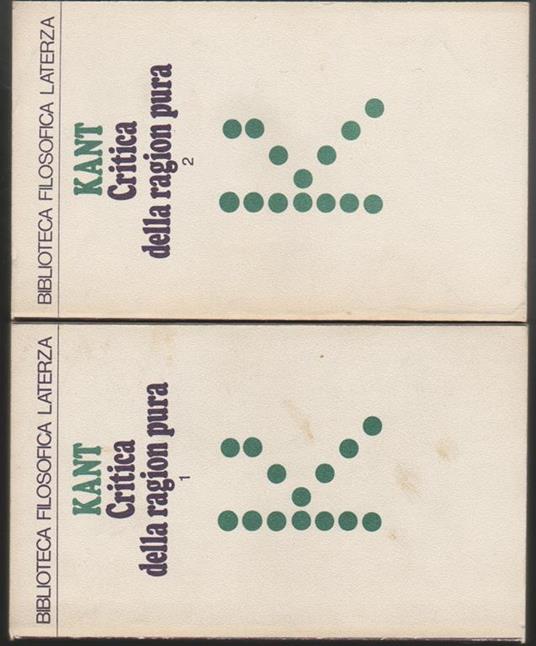 BIBLIOTECA FILOSOFICA LATERZA
KANT
Critica
della ragion pura
2
BIBLIOTECA FILOSOFICA LATERZA
KANT
Critica
della ragion pura
1